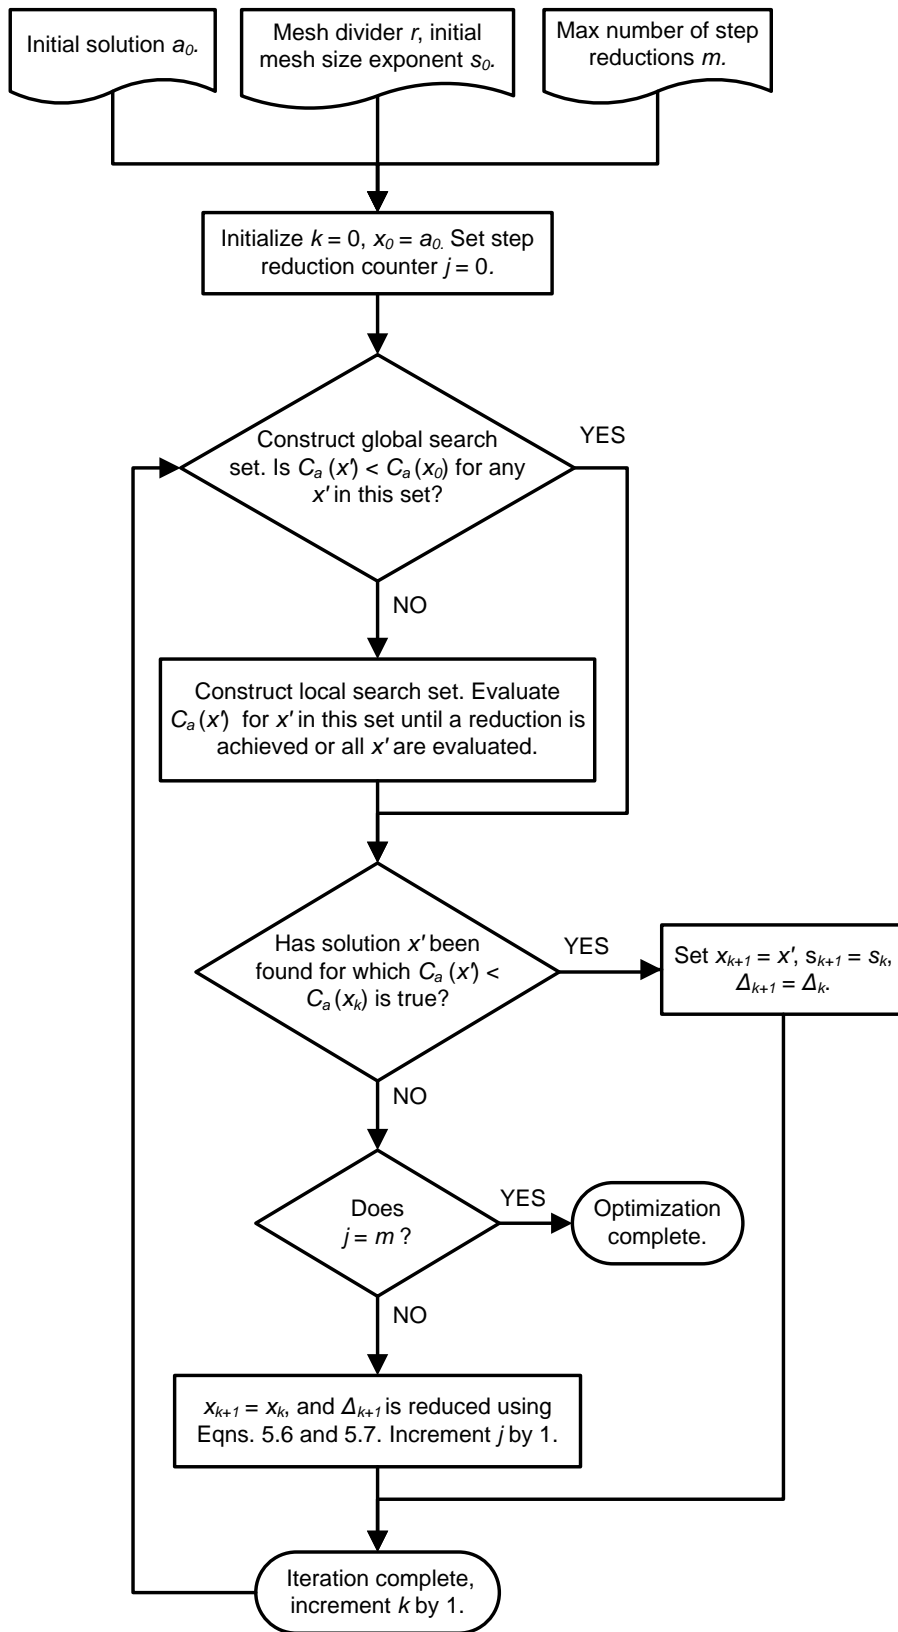 Initial solution a₀.
Mesh divider r, initial
mesh size exponent s₀.
Max number of step
reductions m.
Initialize k = 0, x₀ = a₀. Set step
reduction counter j = 0.
Construct global search
set. Is Cₐ (x') < Cₐ (x₀) for any
x' in this set?
YES
NO
Construct local search set. Evaluate
Cₐ (x') for x' in this set until a reduction is
achieved or all x' are evaluated.
Has solution x' been
found for which Cₐ (x') <
Cₐ (xₖ) is true?
YES
Set xₖ₊₁ = x', sₖ₊₁ = sₖ,
Δₖ₊₁ = Δₖ.
NO
Does
j = m ?
YES
Optimization
complete.
NO
xₖ₊₁ = xₖ, and Δₖ₊₁ is reduced using
Eqns. 5.6 and 5.7. Increment j by 1.
Iteration complete,
increment k by 1.